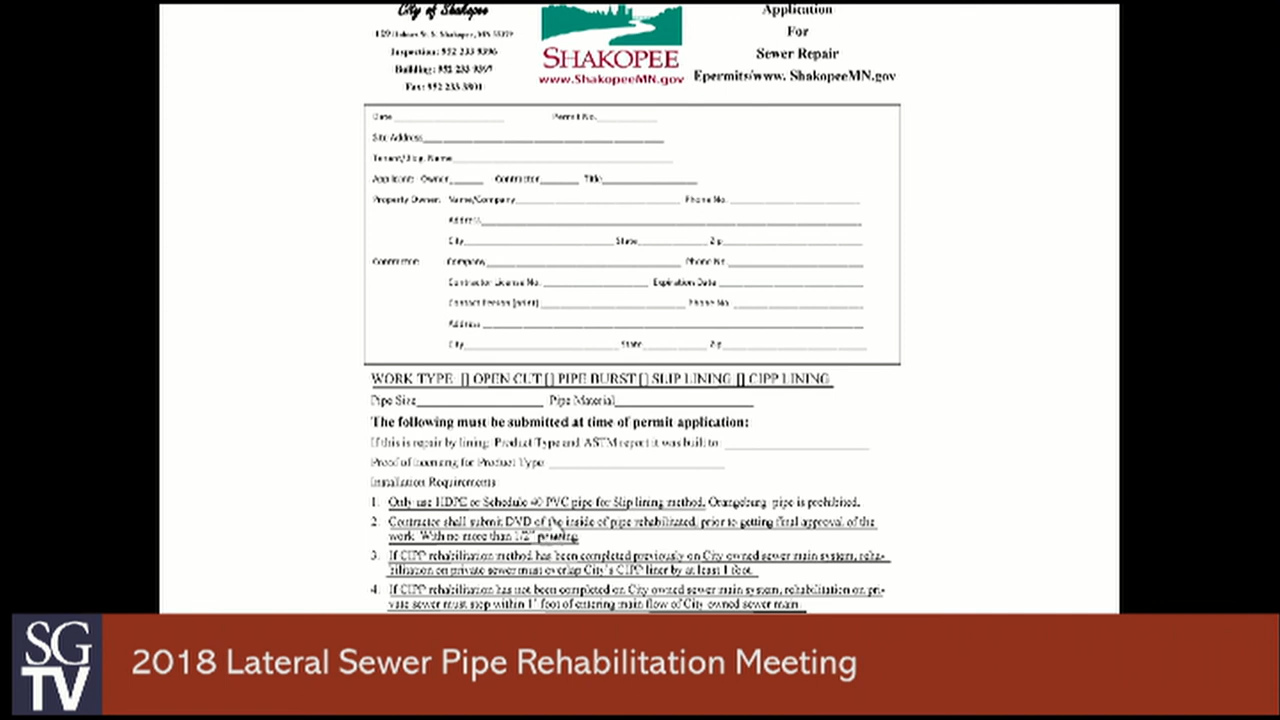 City of Shakopee
Inspection: 952 233 9396
Building: 952 233 9397
Fax: 952 233 3801
SHAKOPEE
www.ShakopeeMN.gov
Application
For
Sewer Repair
Epermits/www. ShakopeeMN.gov
Date Permit No.
Site Address
Tenant/Bldg. Name
Applicant: Owner Contractor Title
Property Owner: Name/Company Phone No.
Address
City State Zip
Contractor: Company Phone No.
Contractor License No. Expiration Date
Contact Person (print) Phone No.
Address
City State Zip
WORK TYPE: [] OPEN CUT [] PIPE BURST [] SLIP LINING [] CIPP LINING
Pipe Size Pipe Material
The following must be submitted at time of permit application:
If this is repair by lining: Product Type and ASTM report it was built to:
Proof of licensing for Product Type:
Installation Requirements
1. Only use HDPE or Schedule 40 PVC pipe for Slip lining method. Orangeburg pipe is prohibited.
2. Contractor shall submit DVD of the inside of pipe rehabilitated, prior to getting final approval of the
work. With no more than 1/2" ponding.
3. If CIPP rehabilitation method has been completed previously on City owned sewer main system, reha-
bilitation on private sewer must overlap City's CIPP liner by at least 1 foot.
4. If CIPP rehabilitation has not been completed on City owned sewer main system, rehabilitation on pri-
vate sewer must stop within 1' foot of entering main flow of City owned sewer main.
SG
TV
2018 Lateral Sewer Pipe Rehabilitation Meeting